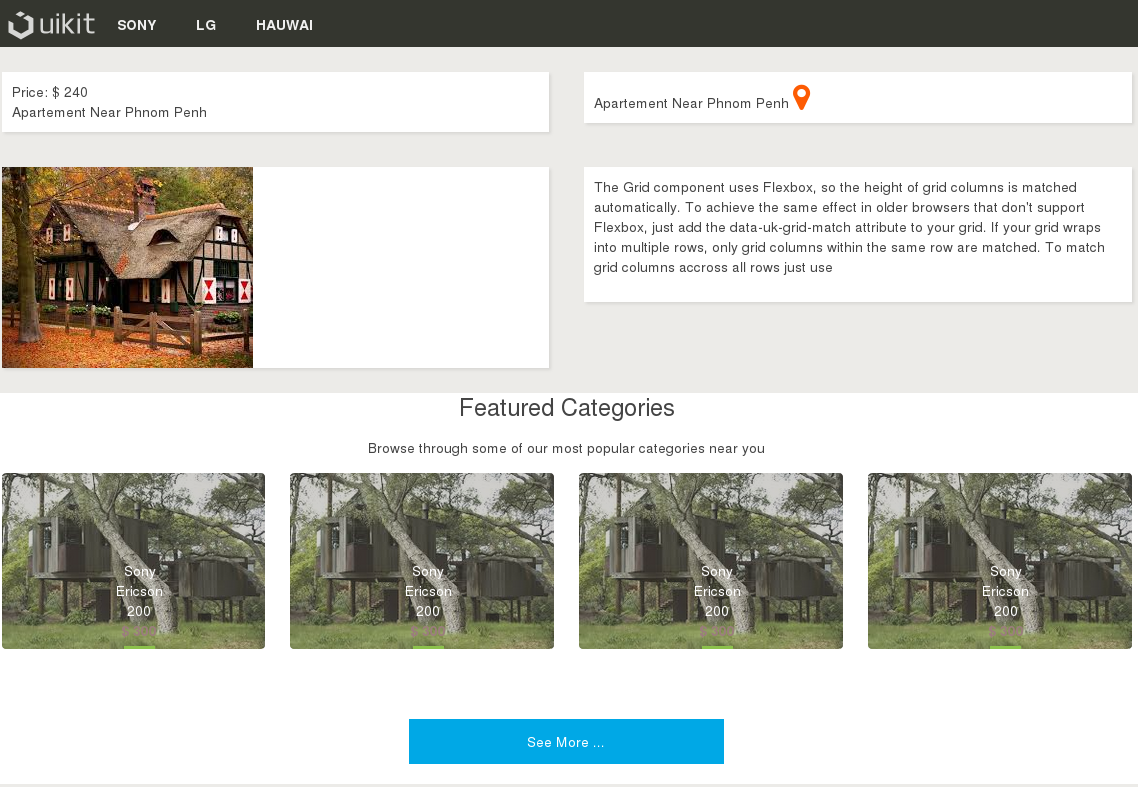 uikit SONY LG HAUWAI
Price: $ 240
Apartement Near Phnom Penh
Apartement Near Phnom Penh
The Grid component uses Flexbox, so the height of grid columns is matched
automatically. To achieve the same effect in older browsers that don't support
Flexbox, just add the data-uk-grid-match attribute to your grid. If your grid wraps
into multiple rows, only grid columns within the same row are matched. To match
grid columns accross all rows just use
Featured Categories
Browse through some of our most popular categories near you
Sony
Ericson
200
Sony
Ericson
200
Sony
Ericson
200
Sony
Ericson
200
See More ...